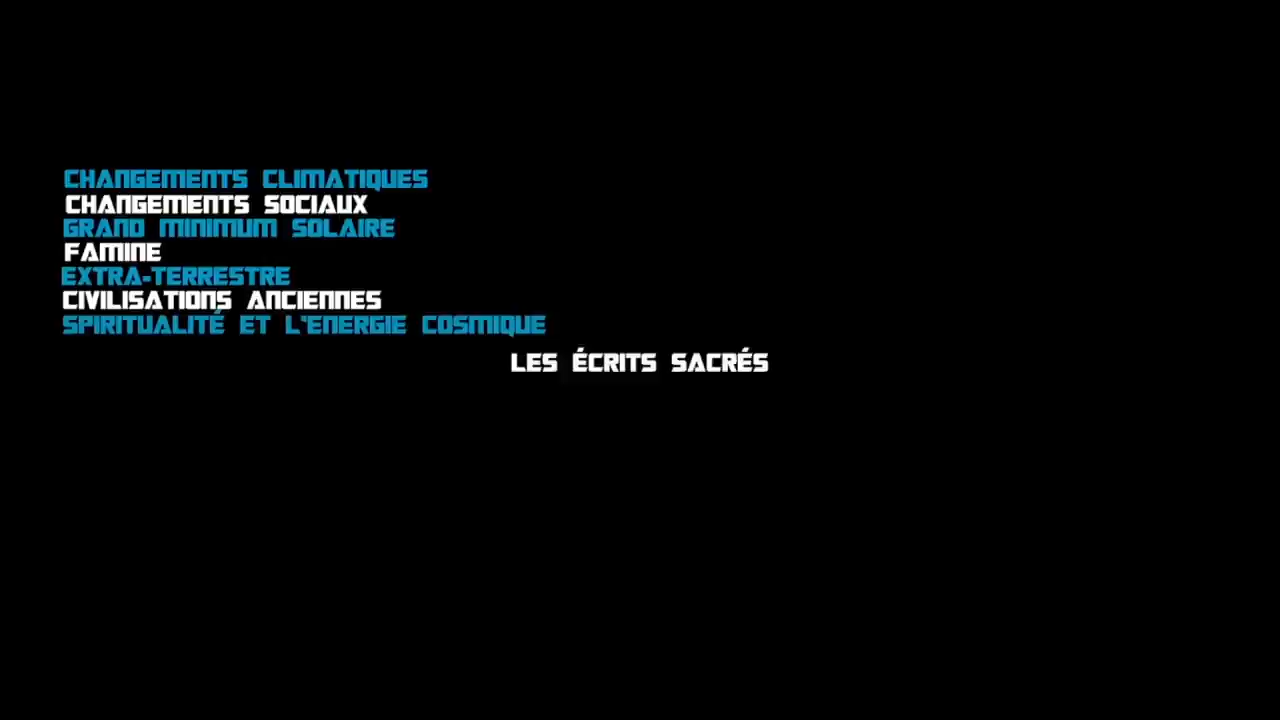 CHANGEMENTS CLIMATIQUES
CHANGEMENTS SOCIAUX
GRAND MINIMUM SOLAIRE
FAMINE
EXTRA-TERRESTRE
CIVILISATIONS ANCIENNES
SPIRITUALITÉ ET L'ENERGIE COSMIQUE
LES ÉCRITS SACRÉS